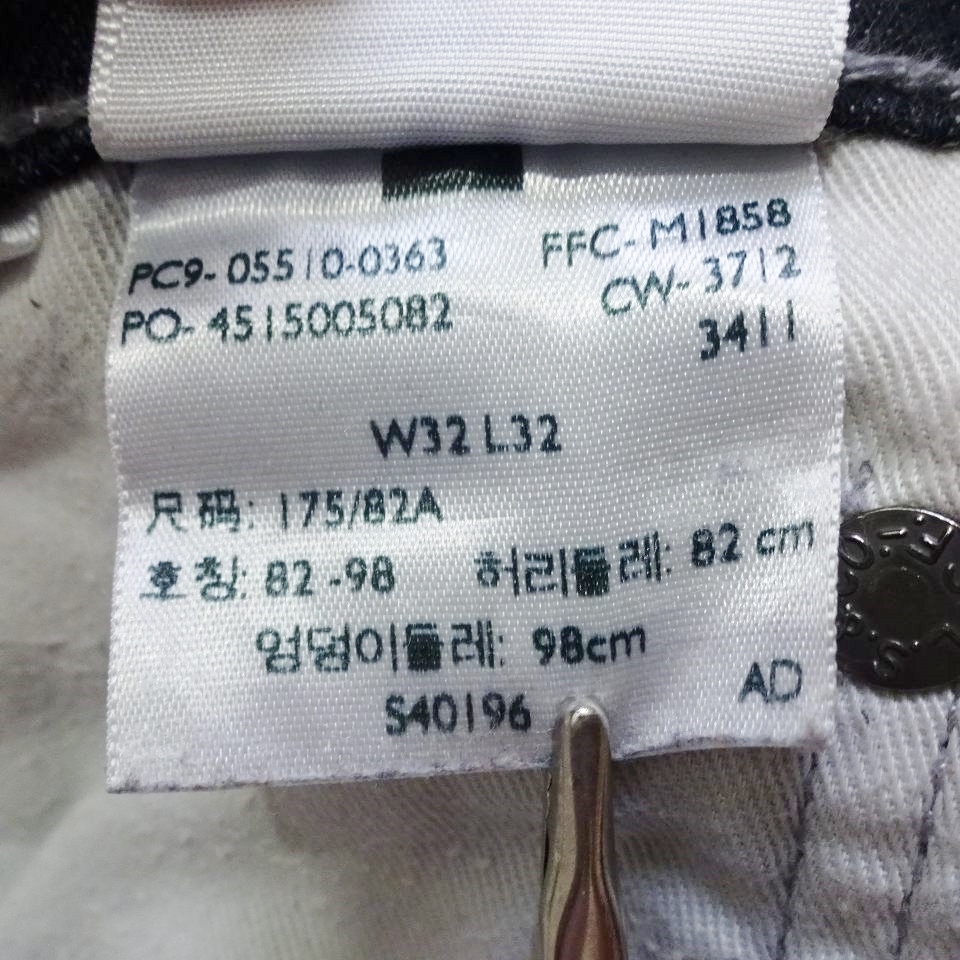 PC9- 05510-0363 FFC- M1858
PO- 4515005082 CW- 3712
3411
W32 L32
尺码: 175/82A
호칭: 82 -98 허리둘레: 82 cm
엉덩이둘레: 98cm
S40196 AD